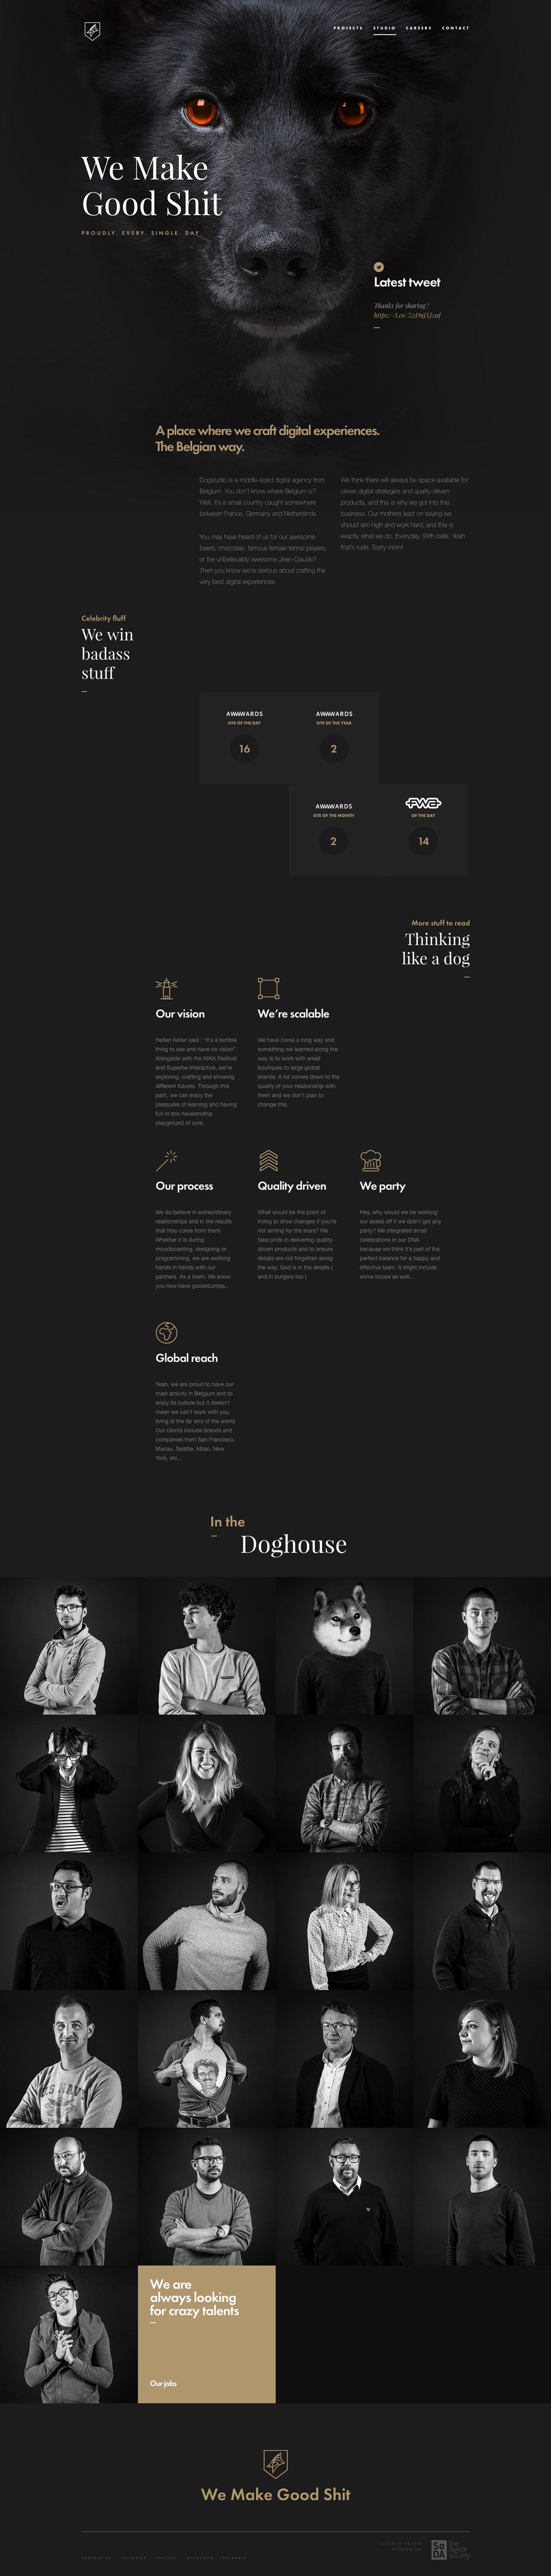 PROJECTS STUDIO CAREERS CONTACT
We Make
Good Shit
PROUDLY. EVERY. SINGLE. DAY.
Latest tweet
Thanks for sharing !
A place where we craft digital experiences.
The Belgian way.
Dogstudio is a middle-sized digital agency from
Belgium. You don't know where Belgium is?
Well. It's a small country caught somewhere
between France, Germany and Netherlands.
You may have heard of us for our awesome
beers, chocolate, famous female tennis players,
or the unbelievably awesome Jean-Claude?
Then you know we're serious about crafting the
very best digital experiences.
We think there will always be space available for
clever digital strategies and quality-driven
products, and this is why we got into this
business. Our mothers kept on saying we
should aim high and work hard, and this is
exactly what we do. Everyday. With balls. Yeah
that's rude. Sorry mom!
Celebrity fluff
We win
badass
stuff
AWWWARDS
SITE OF THE DAY
16
AWWWARDS
SITE OF THE YEAR
2
AWWWARDS
SITE OF THE MONTH
2
FWA
OF THE DAY
14
More stuff to read
Thinking
like a dog
Our vision
Hellen Keller said : "It's a terrible
thing to see and have no vision".
Alongside with the KIKK Festival
and Superbe Interactive, we're
exploring, crafting and showing
different futures. Through this
path, we can enjoy the
pleasures of learning and having
fun in this neverending
playground of ours.
We're scalable
We have come a long way and
something we learned along the
way is to work with small
boutiques to large global
brands. A lot comes down to the
quality of your relationship with
them and we don't plan to
change this.
Our process
We do believe in extraordinary
relationships and in the results
that may come from them.
Whether it is during
moodboarding, designing or
programming, we are working
hands in hands with our
partners. As a team. We know
you now have goosebumps...
Quality driven
What would be the point of
trying to drive changes if you're
not aiming for the stars? We
take pride in delivering quality-
driven products and to ensure
details are not forgotten along
the way. God is in the details (
and in burgers too )
We party
Hey, why would we be working
our asses off if we didn't get any
party? We integrated small
celebrations in our DNA
because we think it's part of the
perfect balance for a happy and
effective team. It might include
some booze as well...
Global reach
Yeah, we are proud to have our
main activity in Belgium and to
enjoy its culture but it doesn't
mean we can't work with you.
living at the far end of the world.
Our clients include brands and
companies from San Francisco,
Macau, Seattle, Milan, New
York, etc...
In the
Doghouse
We are
always looking
for crazy talents
Our jobs
We Make Good Shit
SoDA
the
digital
society